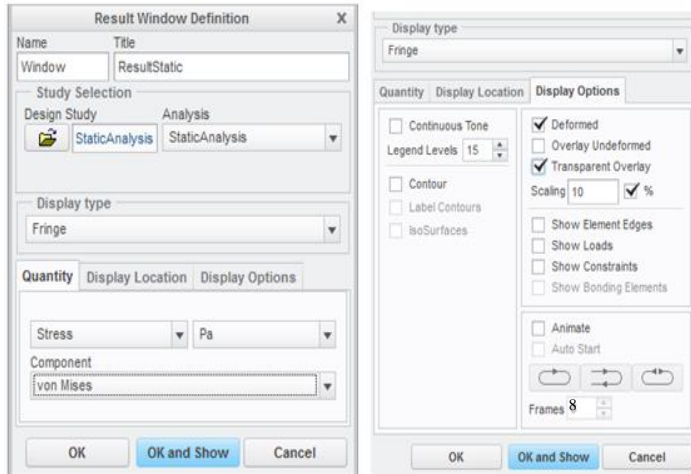 Result Window Definition X
Name Title
Window ResultStatic
Study Selection
Design Study Analysis
StaticAnalysis StaticAnalysis
Display type
Fringe
Quantity Display Location Display Options
Stress Pa
Component
von Mises
OK OK and Show Cancel
Display type
Fringe
Quantity Display Location Display Options
Continuous Tone
Legend Levels 15
Contour
Label Contours
IsoSurfaces
Deformed
Overlay Undeformed
Transparent Overlay
Scaling 10 %
Show Element Edges
Show Loads
Show Constraints
Show Bonding Elements
Animate
Auto Start
Frames 8
OK OK and Show Cancel